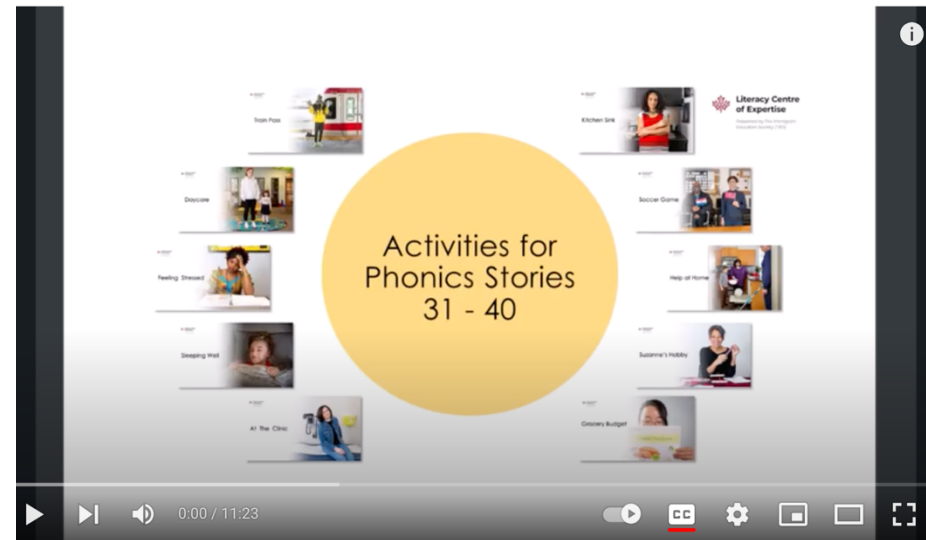 Literacy Centre
of Expertise
Train Pass
Kitchen Sink
Daycare
Soccer Game
Activities for
Phonics Stories
31 - 40
Feeling Stressed
Help at Home
Sleeping Well
Suzanne's Hobby
At The Clinic
Grocery Budget
0:00 / 11:23
CC